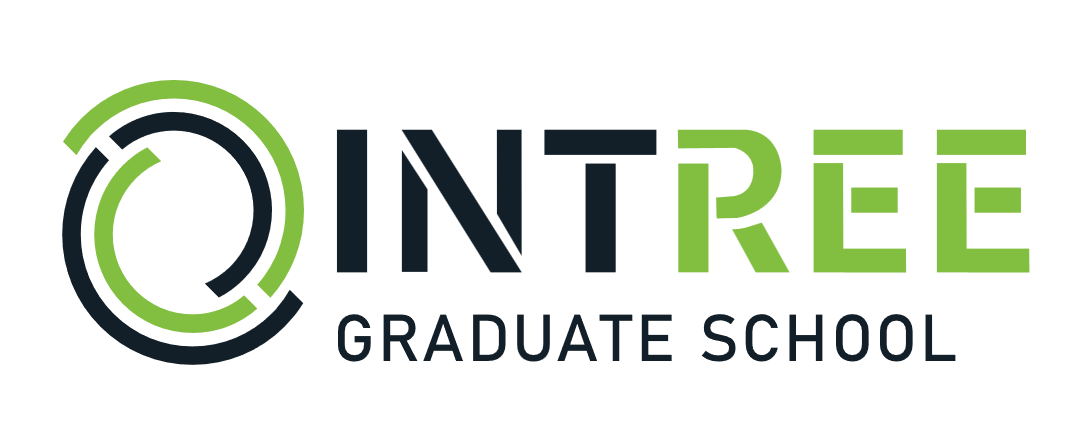 INTREE
GRADUATE SCHOOL